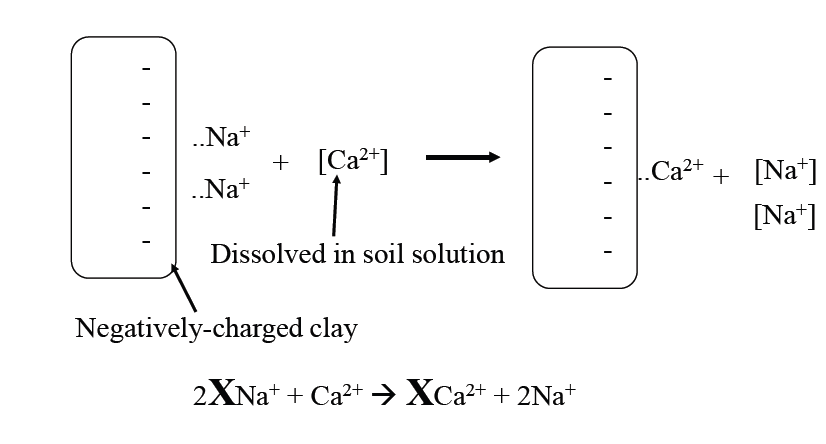 - -
- -
- ..Na⁺ + [Ca²⁺] → - ..Ca²⁺ + [Na⁺]
- ..Na⁺ - [Na⁺]
- -
- -
Dissolved in soil solution
Negatively-charged clay
2XNa⁺ + Ca²⁺ → XCa²⁺ + 2Na⁺